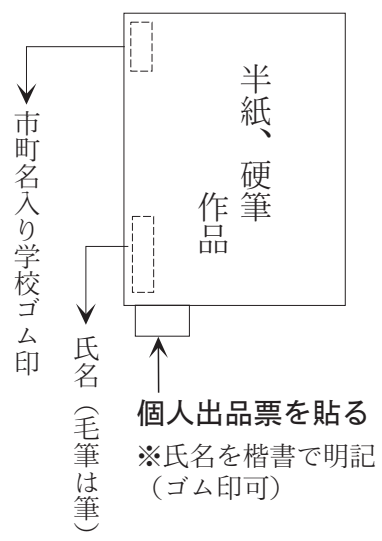 半紙、硬筆
作品
市町名入り学校ゴム印
氏名（毛筆は筆）
個人出品票を貼る
※氏名を楷書で明記
（ゴム印可）